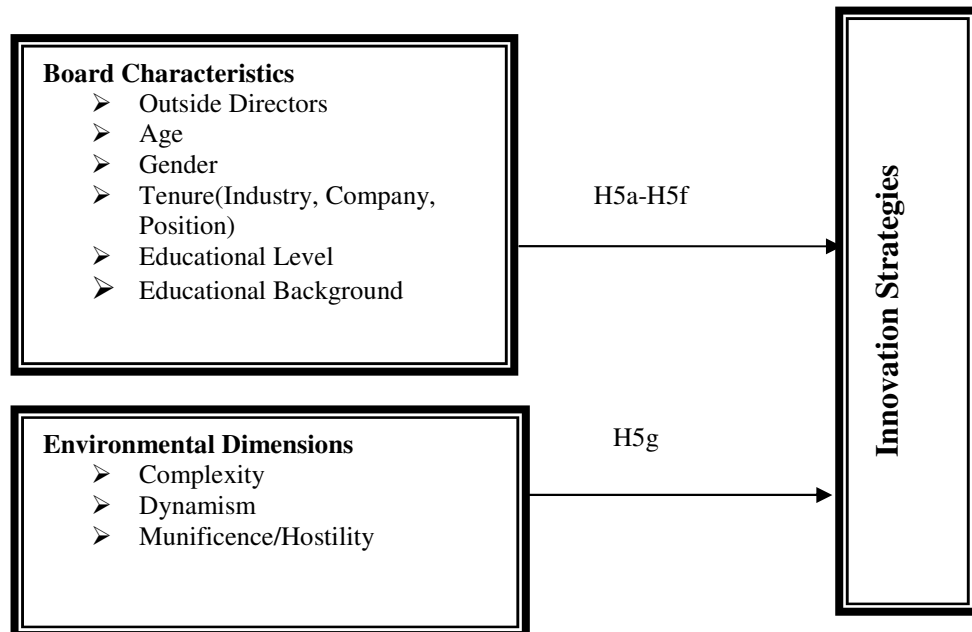 Board Characteristics
➢ Outside Directors
➢ Age
➢ Gender
➢ Tenure(Industry, Company,
Position)
➢ Educational Level
➢ Educational Background
H5a-H5f
Innovation Strategies
Environmental Dimensions
➢ Complexity
➢ Dynamism
➢ Munificence/Hostility
H5g